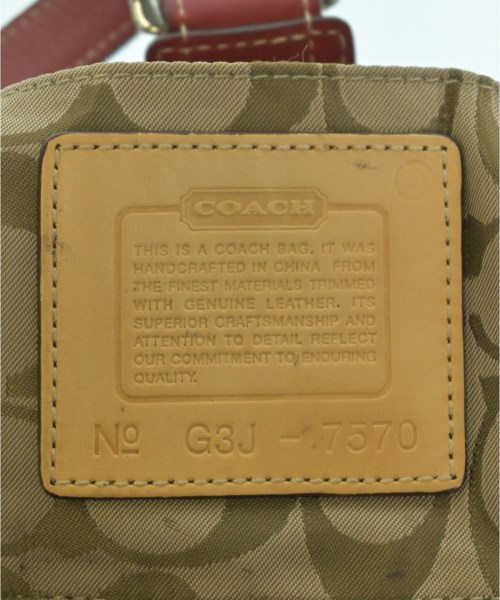 COACH
THIS IS A COACH BAG. IT WAS
HANDCRAFTED IN CHINA FROM
THE FINEST MATERIALS TRIMMED
WITH GENUINE LEATHER. ITS
SUPERIOR CRAFTSMANSHIP AND
ATTENTION TO DETAIL REFLECT
OUR COMMITMENT TO ENDURING
QUALITY.
Nº G3J - 7570